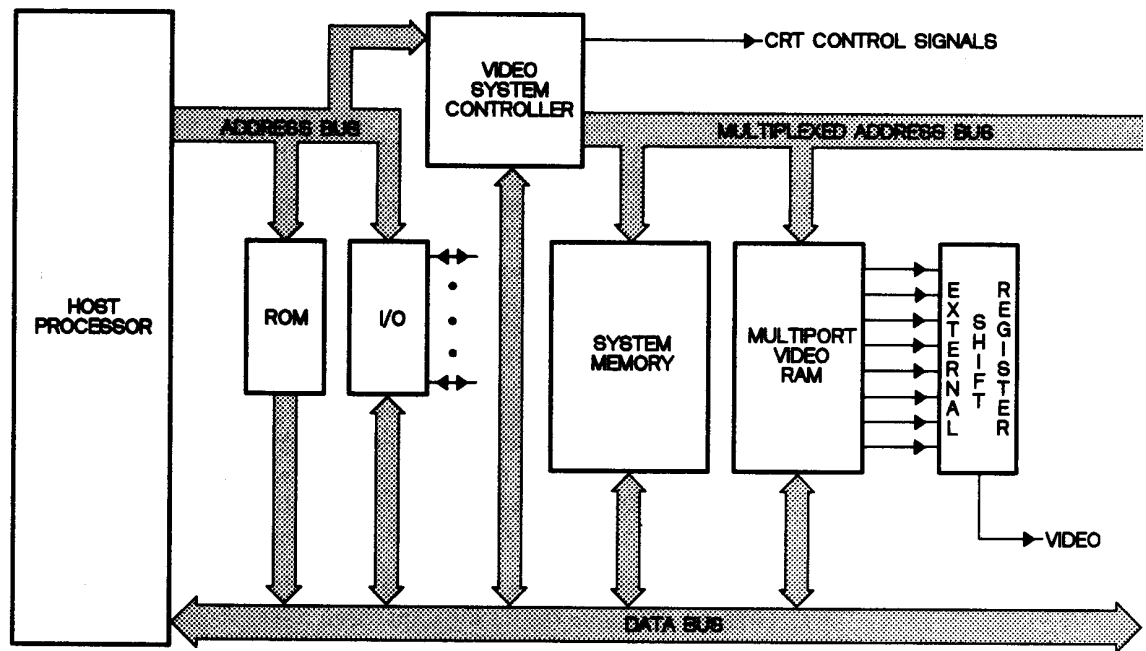 CRT CONTROL SIGNALS
VIDEO
SYSTEM
CONTROLLER
ADDRESS BUS
MULTIPLEXED ADDRESS BUS
HOST
PROCESSOR
ROM
I/O
SYSTEM
MEMORY
MULTIPORT
VIDEO
RAM
EXTERNAL
SHIFT
REGISTER
VIDEO
DATA BUS